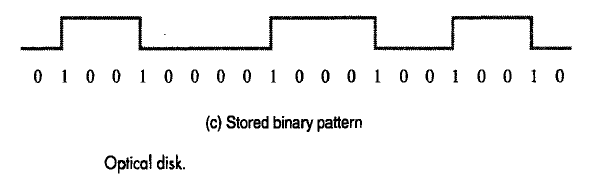 0 1 0 0 1 0 0 0 0 1 0 0 0 1 0 0 1 0 0 1 0
(c) Stored binary pattern
Optical disk.